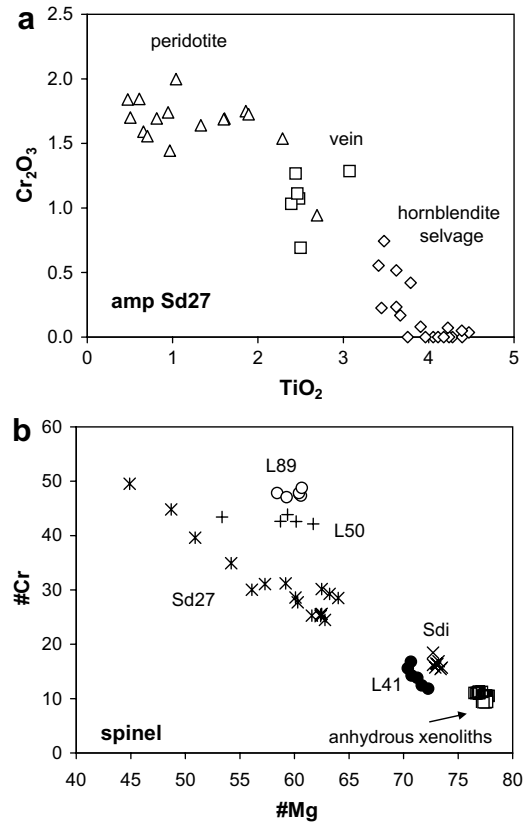 a
peridotite
vein
hornblendite
selvage
amp Sd27
Cr₂O₃
2.5
2.0
1.5
1.0
0.5
0.0
0 1 2 3 4 5
TiO₂
b
L89
L50
Sd27
Sdi
L41
anhydrous xenoliths
spinel
#Cr
60
50
40
30
20
10
0
40 45 50 55 60 65 70 75 80
#Mg